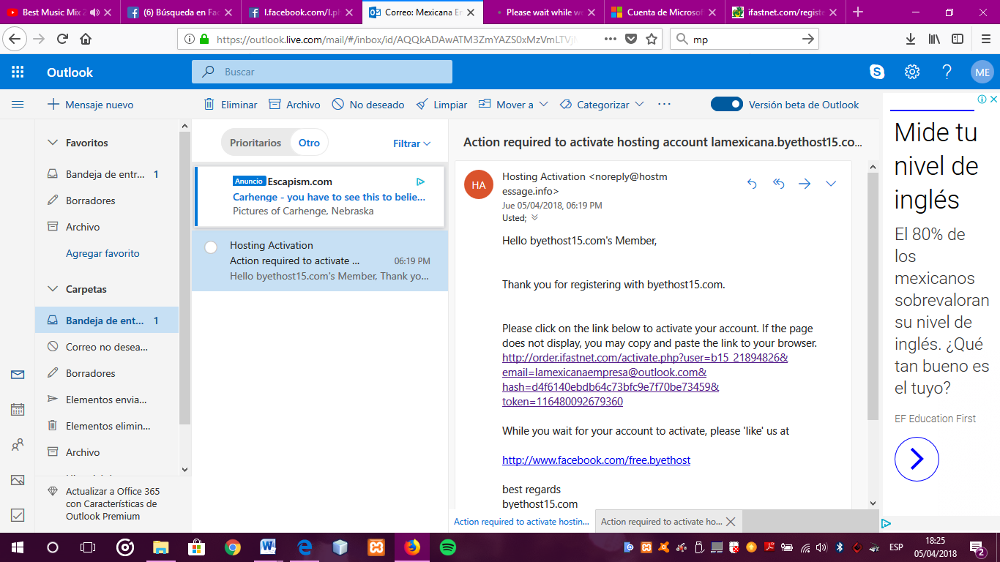 Best Music Mix 2
(6) Búsqueda en Fac
l.facebook.com/l.ph
Correo: Mexicana Em
Please wait while we
Cuenta de Microsof
ifastnet.com/registe
https://outlook.live.com/mail/#/inbox/id/AQQkADAwATM3ZmYAZS0xMzVmLTVj
mp
Outlook
Buscar
ME
Mensaje nuevo
Eliminar
Archivo
No deseado
Limpiar
Mover a
Categorizar
Versión beta de Outlook
Favoritos
Bandeja de entr... 1
Borradores
Archivo
Agregar favorito
Carpetas
Bandeja de ent... 1
Correo no desea...
Borradores
Elementos envia...
Elementos elimin...
Archivo
Actualizar a Office 365
con Características de
Outlook Premium
Prioritarios Otro
Filtrar
Anuncio Escapism.com
Carhenge - you have to see this to belie...
Pictures of Carhenge, Nebraska
Hosting Activation
Action required to activate ... 06:19 PM
Hello byethost15.com's Member, Thank yo...
Action required to activate hosting account lamexicana.byethost15.co...
HA
Hosting Activation <noreply@hostm
essage.info>
Jue 05/04/2018, 06:19 PM
Usted;
Hello byethost15.com's Member,
Thank you for registering with byethost15.com.
Please click on the link below to activate your account. If the page
does not display, you may copy and paste the link to your browser.
http://order.ifastnet.com/activate.php?user=b15_21894826&
email=lamexicanaempresa@outlook.com&
hash=d4f6140ebdb64c73bfc9e7f70be73459&
token=116480092679360
While you wait for your account to activate, please 'like' us at
http://www.facebook.com/free.byethost
best regards
byethost15.com
Action required to activate hostin...
Action required to activate ho...
Mide tu
nivel de
inglés
El 80% de
los
mexicanos
sobrevaloran
su nivel de
inglés. ¿Qué
tan bueno es
el tuyo?
EF Education First
ESP
18:25
05/04/2018
2